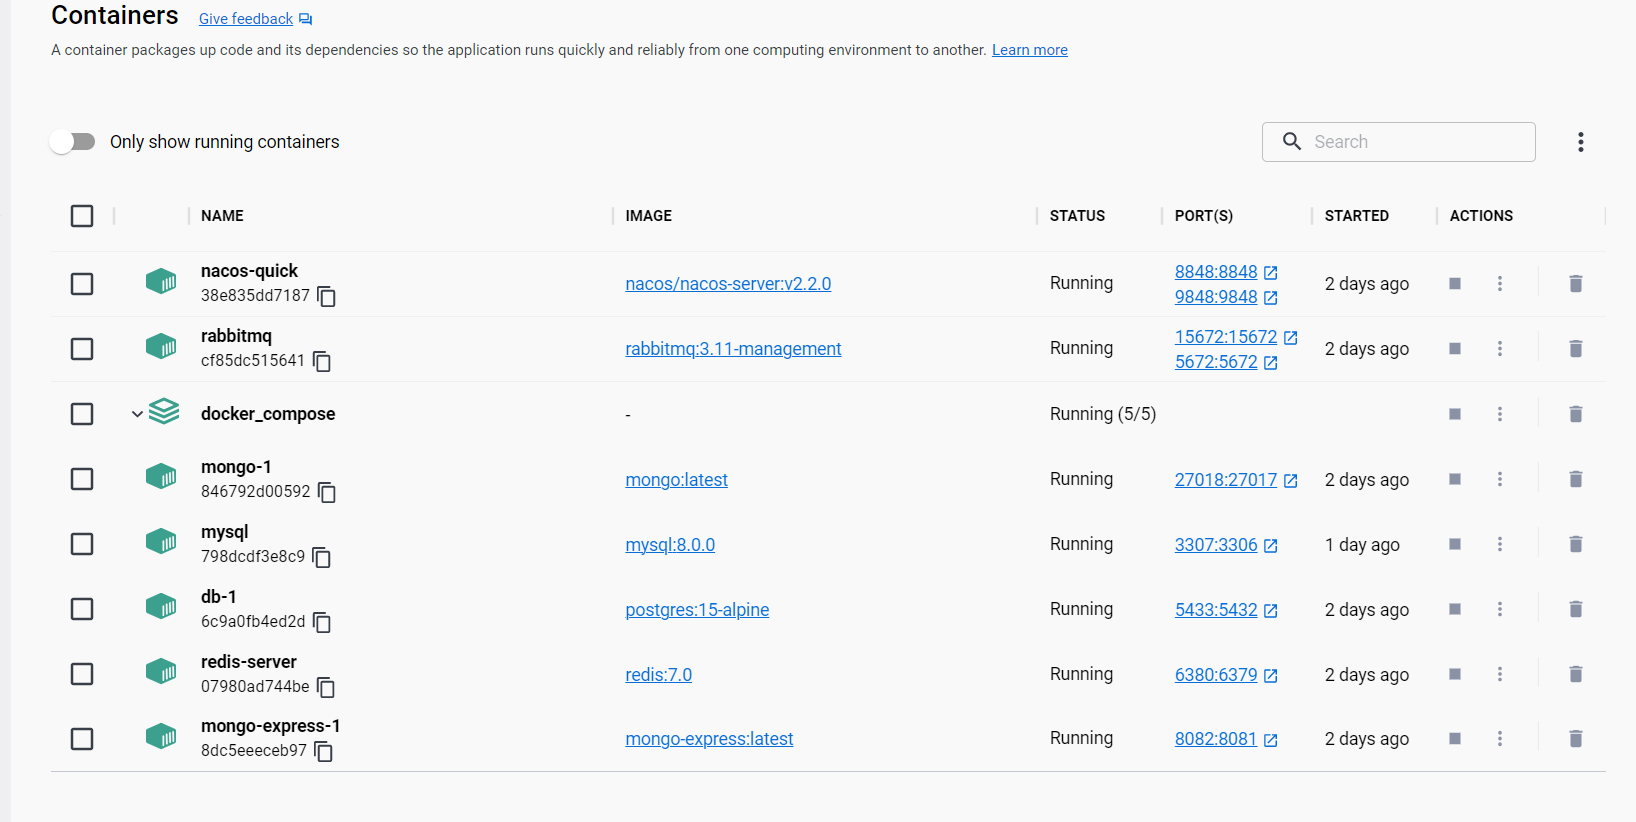 Containers Give feedback
A container packages up code and its dependencies so the application runs quickly and reliably from one computing environment to another. Learn more
Only show running containers
Search
NAME IMAGE STATUS PORT(S) STARTED ACTIONS
nacos-quick
38e835dd7187
nacos/nacos-server:v2.2.0
Running
8848:8848
9848:9848
2 days ago
rabbitmq
cf85dc515641
rabbitmq:3.11-management
Running
15672:15672
5672:5672
2 days ago
docker_compose
-
Running (5/5)
mongo-1
846792d00592
mongo:latest
Running
27018:27017
2 days ago
mysql
798dcdf3e8c9
mysql:8.0.0
Running
3307:3306
1 day ago
db-1
6c9a0fb4ed2d
postgres:15-alpine
Running
5433:5432
2 days ago
redis-server
07980ad744be
redis:7.0
Running
6380:6379
2 days ago
mongo-express-1
8dc5eeeceb97
mongo-express:latest
Running
8082:8081
2 days ago